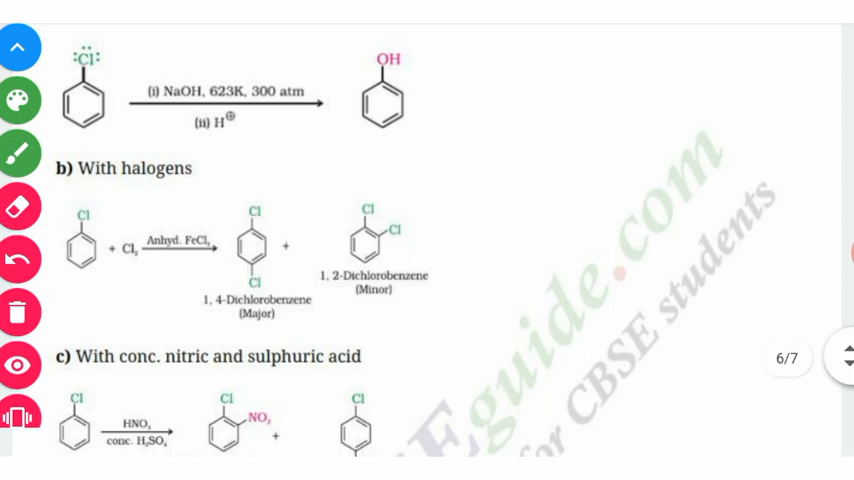 :C̈l:
OH
(i) NaOH, 623K, 300 atm
(ii) H⊕
b) With halogens
Cl
+ Cl₂
Anhyd. FeCl₃
Cl
Cl
+
Cl
Cl
1, 2-Dichlorobenzene
(Minor)
1, 4-Dichlorobenzene
(Major)
c) With conc. nitric and sulphuric acid
6/7
Cl
HNO₃
conc. H₂SO₄
Cl
NO₂
+
Cl
Eguide.com
for CBSE students